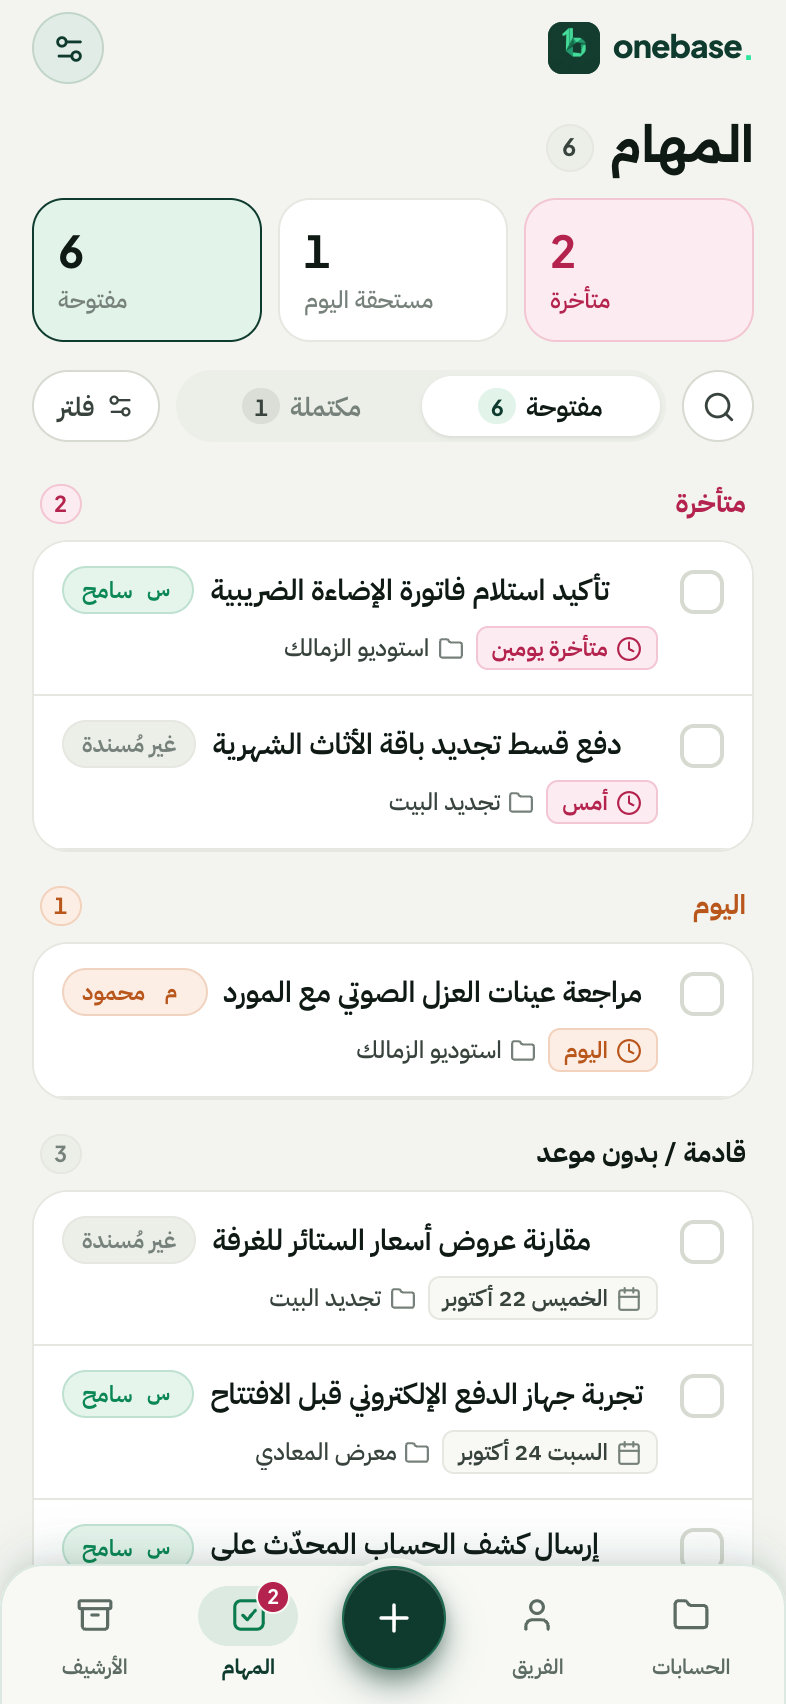 onebase.
المهام 6
2 متأخرة
1 مستحقة اليوم
6 مفتوحة
مفتوحة 6
مكتملة 1
فلتر
متأخرة 2
تأكيد استلام فاتورة الإضاءة الضريبية
س سامح
متأخرة يومين
استوديو الزمالك
دفع قسط تجديد باقة الأثاث الشهرية
غير مُسندة
أمس
تجديد البيت
اليوم 1
مراجعة عينات العزل الصوتي مع المورد
م محمود
اليوم
استوديو الزمالك
قادمة / بدون موعد 3
مقارنة عروض أسعار الستائر للغرفة
غير مُسندة
الخميس 22 أكتوبر
تجديد البيت
تجربة جهاز الدفع الإلكتروني قبل الافتتاح
س سامح
السبت 24 أكتوبر
معرض المعادي
إرسال كشف الحساب المحدّث على
س سامح
الحسابات
الفريق
المهام 2
الأرشيف